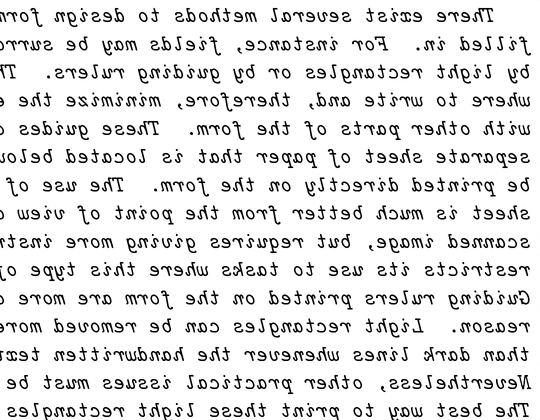 There exist several methods to design
filled in. For instance, fields may be
by light rectangles or by guiding rulers.
where to write and, therefore, minimize the
with other parts of the form. These guides
separate sheet of paper that is located
be printed directly on the form. The use of
sheet is much better from the point of view
scanned image, but requires giving more
restricts its use to tasks where this type
Guiding rulers printed on the form are more
reason. Light rectangles can be removed more
than dark lines whenever the handwritten
Nevertheless, other practical issues must be
The best way to print these light rectangles